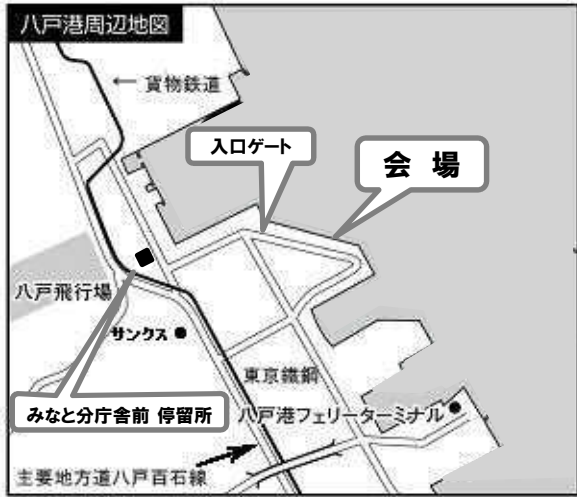 八戸港周辺地図
← 貨物鉄道
入口ゲート
会場
八戸飛行場
サンクス
東京鐵鋼
みなと分庁舎前 停留所
八戸港フェリーターミナル
主要地方道八戸百石線